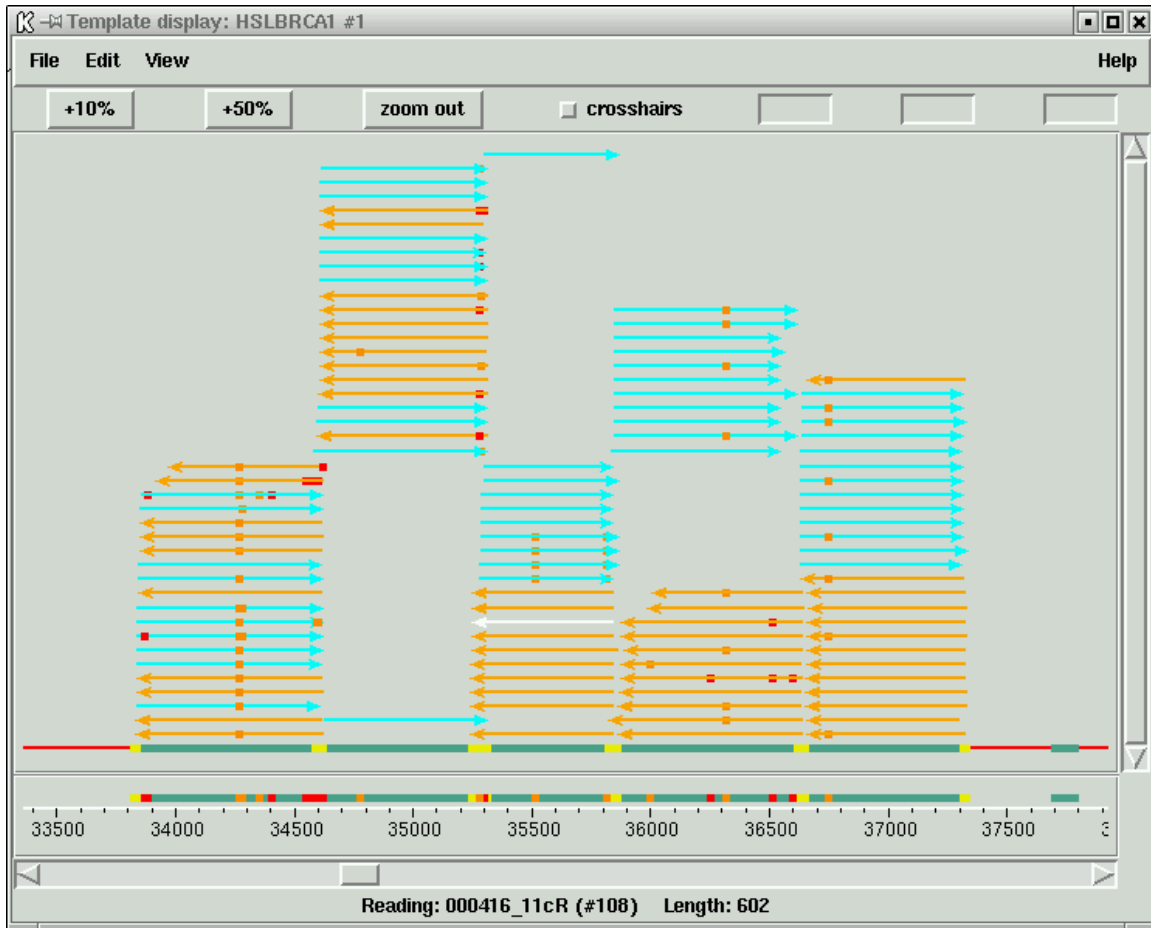 Template display: HSLBRCA1 #1
File Edit View Help
+10% +50% zoom out crosshairs
33500 34000 34500 35000 35500 36000 36500 37000 37500
Reading: 000416_11cR (#108) Length: 602